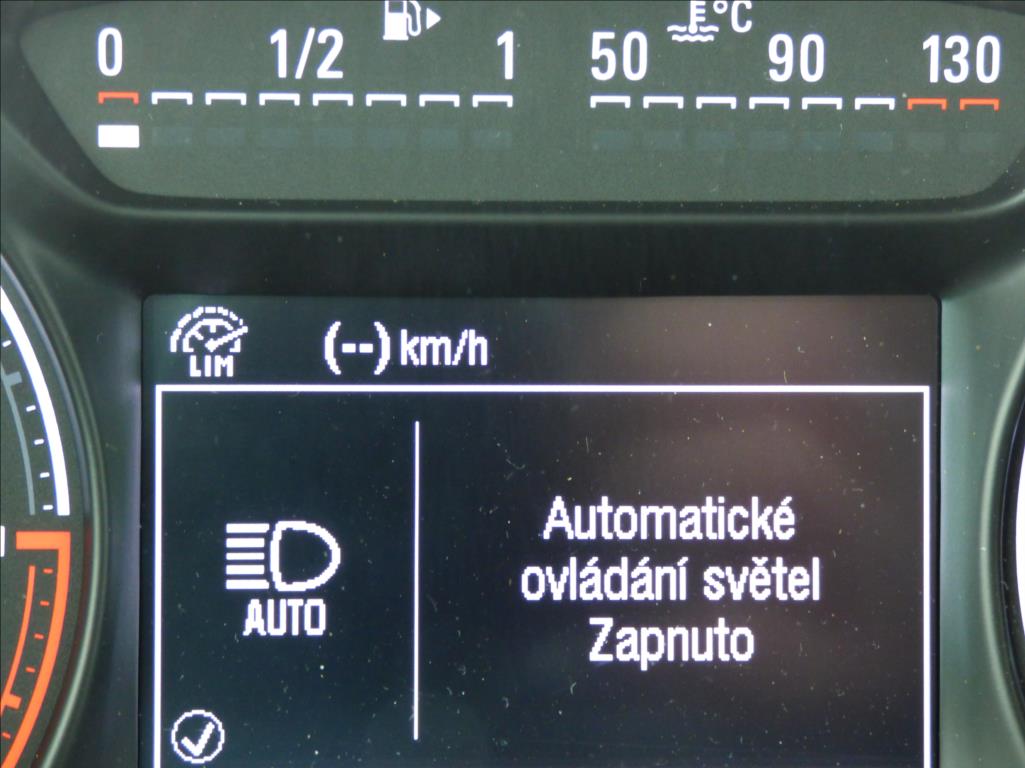 0 1/2 1 50 90 130
°C
LIM (--) km/h
Automatické
ovládání světel
Zapnuto
AUTO